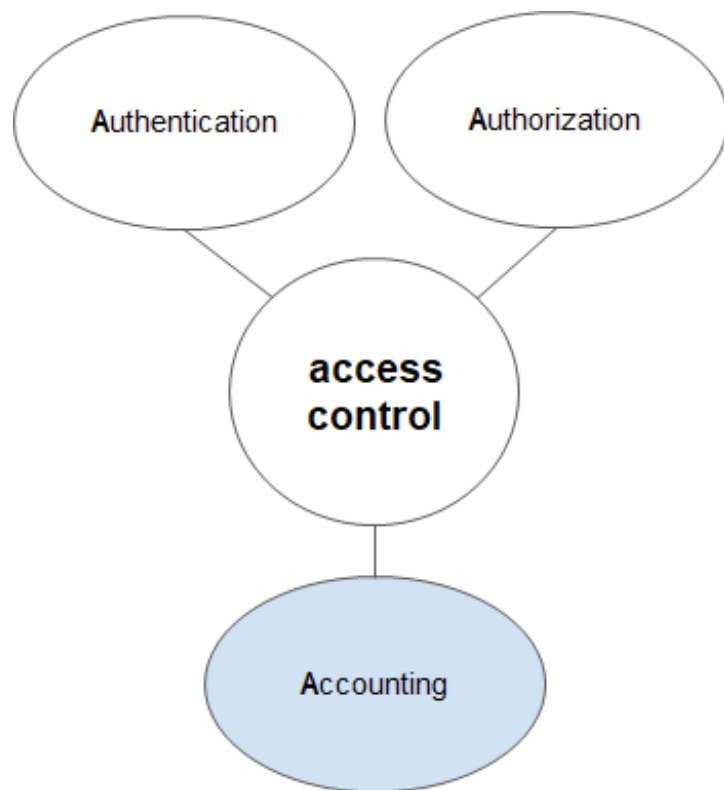 Authentication
Authorization
access
control
Accounting